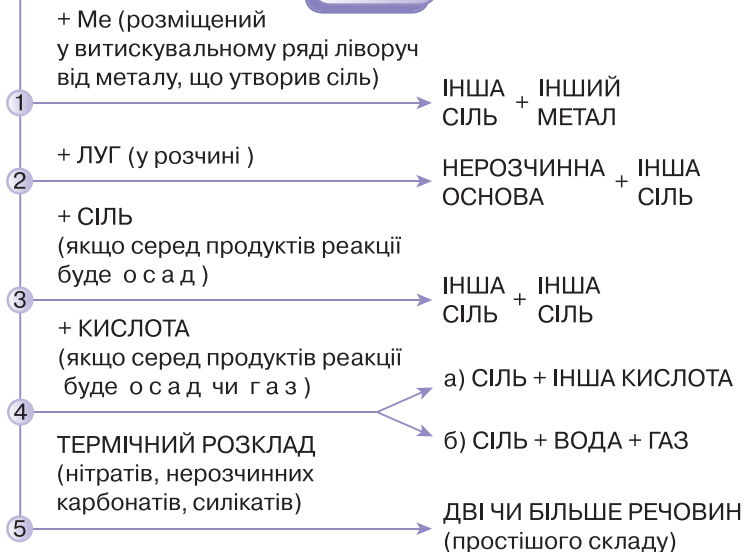 + Ме (розміщений
у витискувальному ряді ліворуч
від металу, що утворив сіль)
1
ІНША СІЛЬ + ІНШИЙ МЕТАЛ
+ ЛУГ (у розчині )
2
НЕРОЗЧИННА ОСНОВА + ІНША СІЛЬ
+ СІЛЬ
(якщо серед продуктів реакції
буде о с а д )
3
ІНША СІЛЬ + ІНША СІЛЬ
+ КИСЛОТА
(якщо серед продуктів реакції
буде о с а д чи г а з )
4
а) СІЛЬ + ІНША КИСЛОТА
б) СІЛЬ + ВОДА + ГАЗ
ТЕРМІЧНИЙ РОЗКЛАД
(нітратів, нерозчинних
карбонатів, силікатів)
5
ДВІ ЧИ БІЛЬШЕ РЕЧОВИН
(простішого складу)